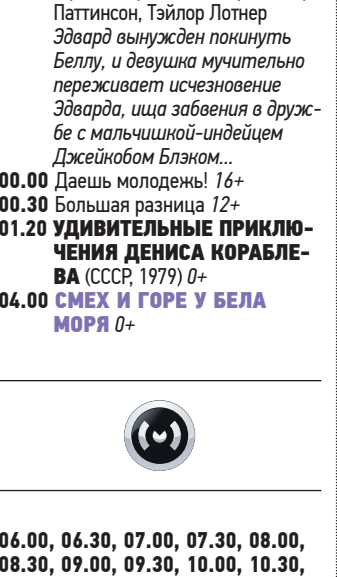 Паттинсон, Тэйлор Лотнер
Эдвард вынужден покинуть
Беллу, и девушка мучительно
переживает исчезновение
Эдварда, ища забвения в друж-
бе с мальчишкой-индейцем
Джейкобом Блэком...
00.00 Даешь молодежь! 16+
00.30 Большая разница 12+
01.20 УДИВИТЕЛЬНЫЕ ПРИКЛЮ-
ЧЕНИЯ ДЕНИСА КОРАБЛЕ-
ВА (СССР, 1979) 0+
04.00 СМЕХ И ГОРЕ У БЕЛА
МОРЯ 0+
06.00, 06.30, 07.00, 07.30, 08.00,
08.30, 09.00, 09.30, 10.00, 10.30,